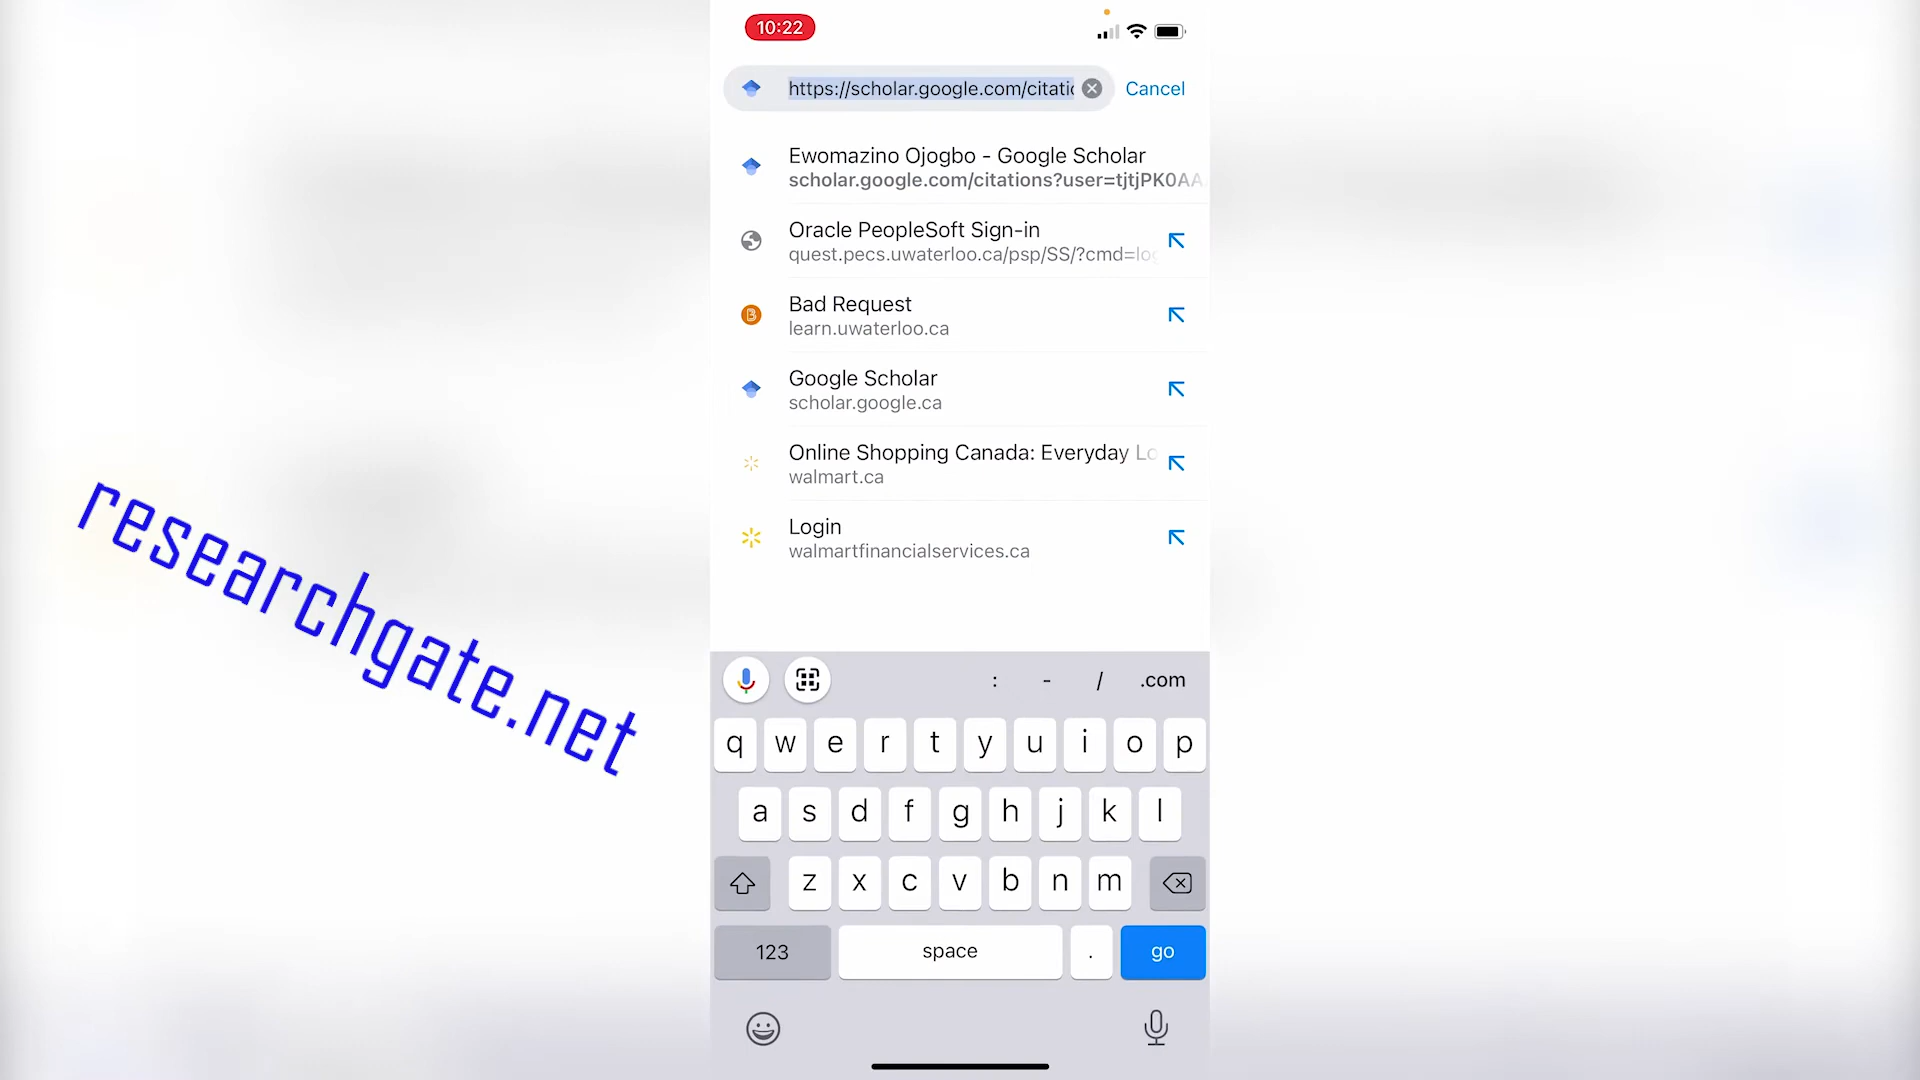 10:22
https://scholar.google.com/citatio
Cancel
Ewomazino Ojogbo - Google Scholar
scholar.google.com/citations?user=tjtjPK0AA
Oracle PeopleSoft Sign-in
quest.pecs.uwaterloo.ca/psp/SS/?cmd=log
Bad Request
learn.uwaterloo.ca
Google Scholar
scholar.google.ca
Online Shopping Canada: Everyday Lo
walmart.ca
Login
walmartfinancialservices.ca
researchgate.net
: - / .com
q w e r t y u i o p
a s d f g h j k l
z x c v b n m
123 space . go